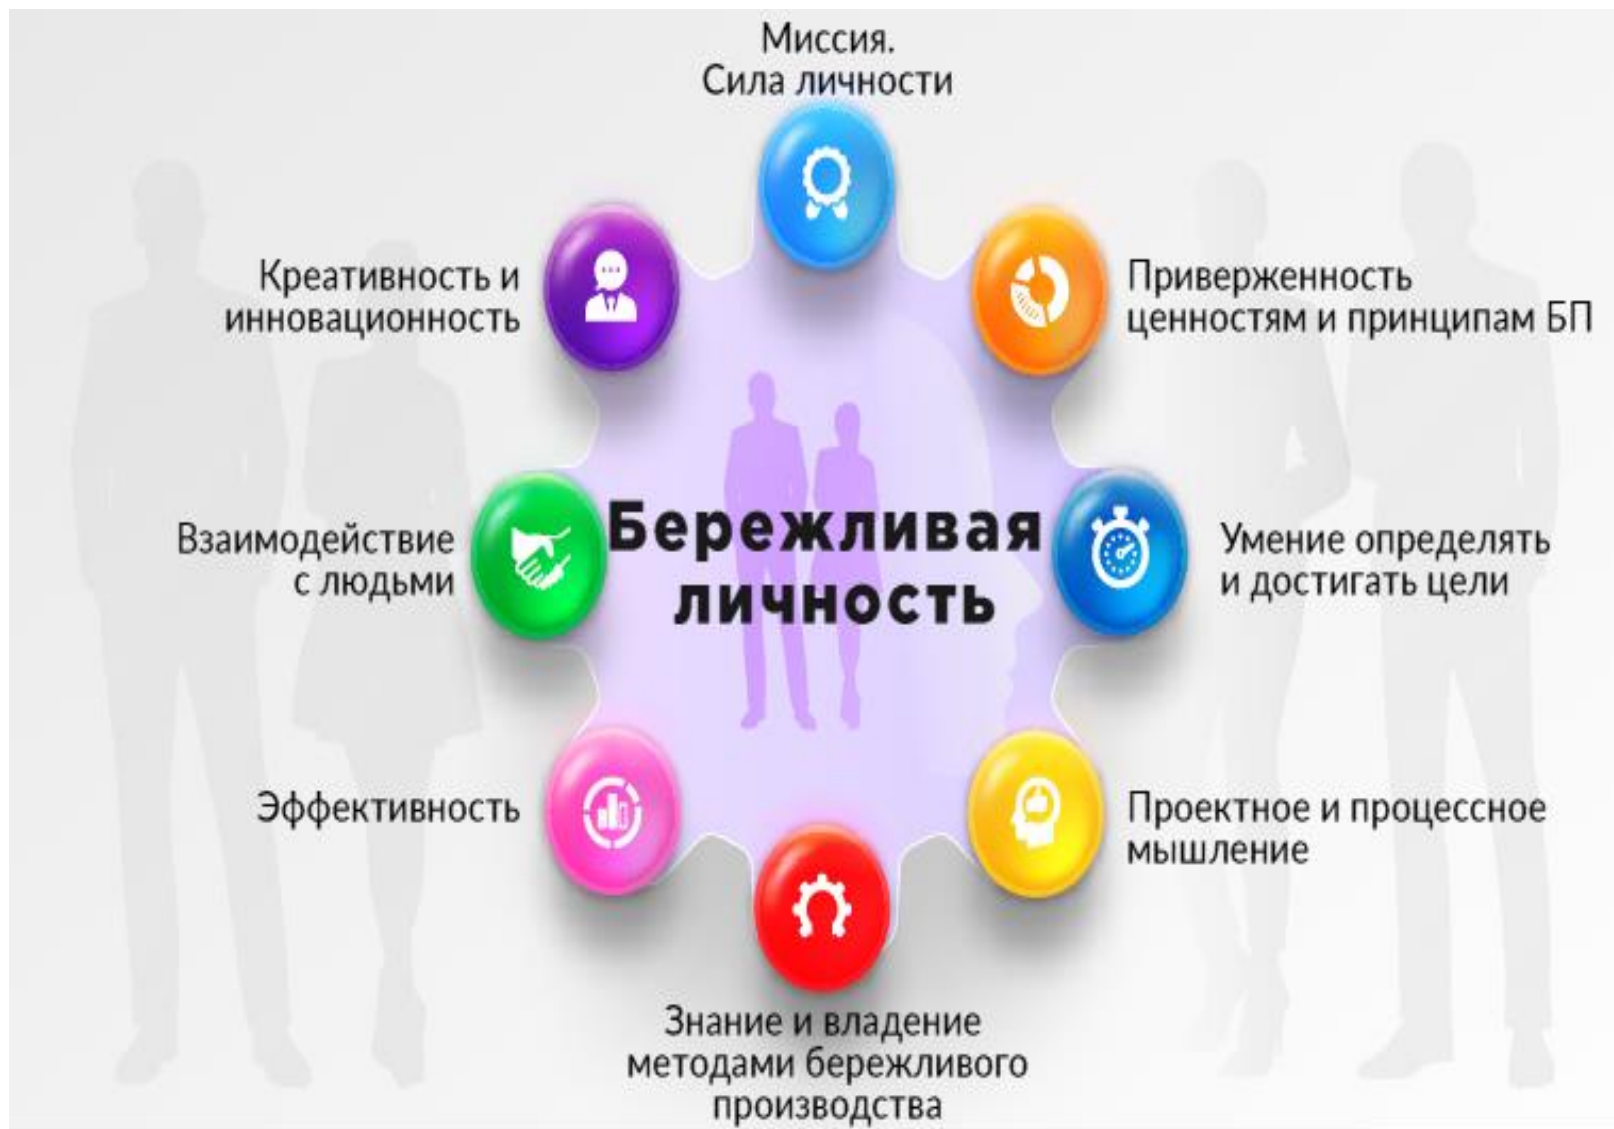 Миссия.
Сила личности
Креативность и
инновационность
Приверженность
ценностям и принципам БП
Взаимодействие
с людьми
Бережливая
личность
Умение определять
и достигать цели
Эффективность
Проектное и процессное
мышление
Знание и владение
методами бережливого
производства